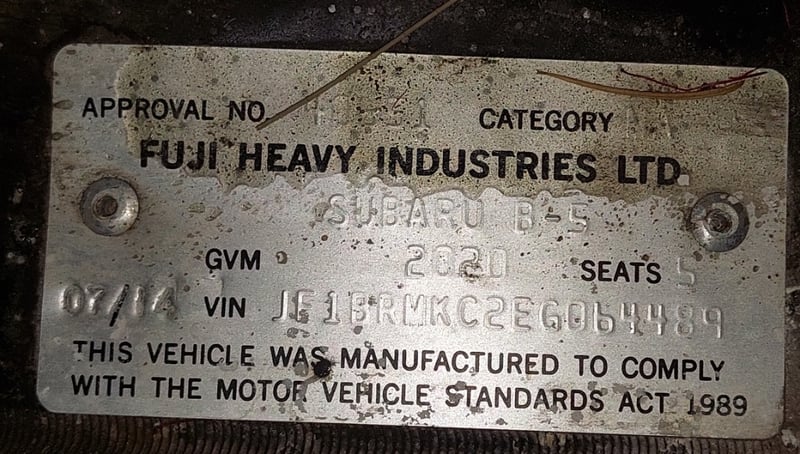 APPROVAL NO. 1 CATEGORY
FUJI HEAVY INDUSTRIES LTD.
SUBARU B-5
GVM 2020 SEATS 5
07/14 VIN JF1BRMKC2EG064489
THIS VEHICLE WAS MANUFACTURED TO COMPLY
WITH THE MOTOR VEHICLE STANDARDS ACT 1989